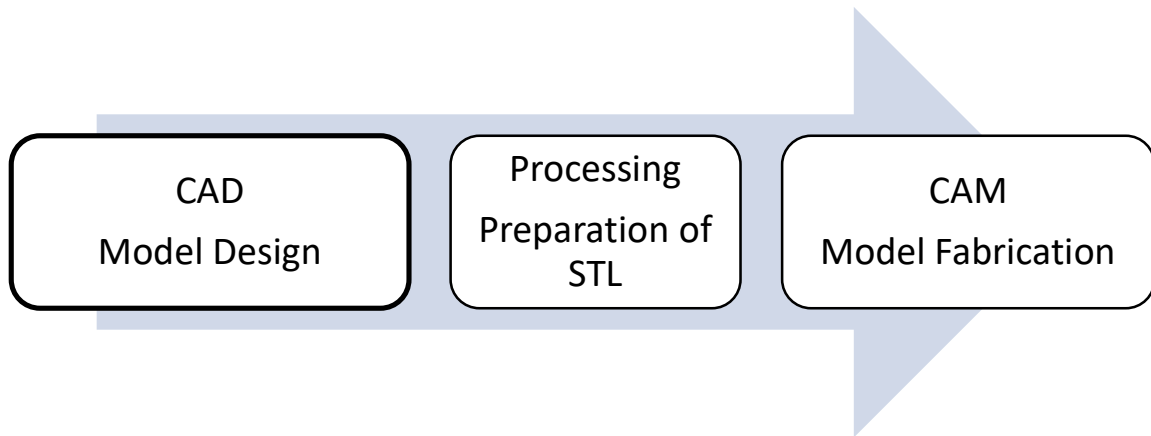 CAD
Model Design
Processing
Preparation of
STL
CAM
Model Fabrication